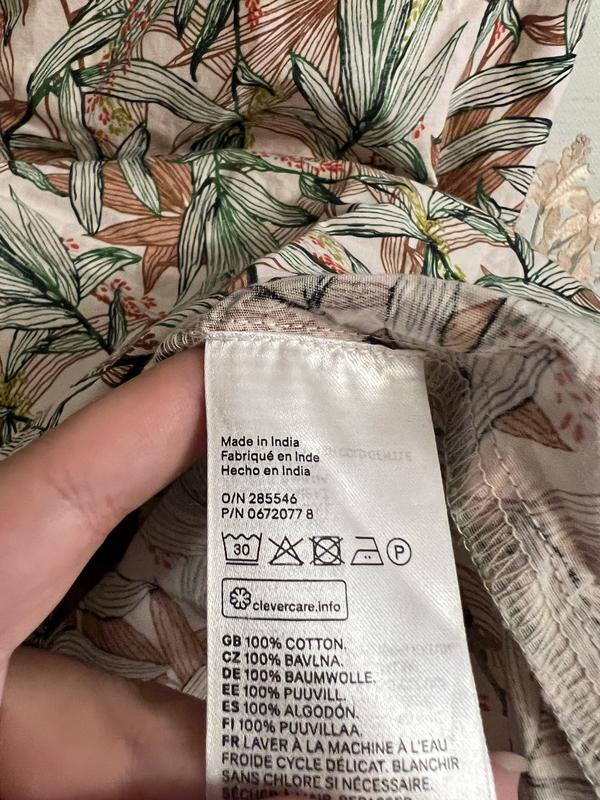 Made in India
Fabriqué en Inde
Hecho en India
O/N 285546
P/N 0672077 8
30 P
clevercare.info
GB 100% COTTON.
CZ 100% BAVLNA.
DE 100% BAUMWOLLE.
EE 100% PUUVILL.
ES 100% ALGODÓN.
FI 100% PUUVILLAA.
FR LAVER À LA MACHINE À L'EAU
FROIDE CYCLE DÉLICAT. BLANCHIR
SANS CHLORE SI NÉCESSAIRE.